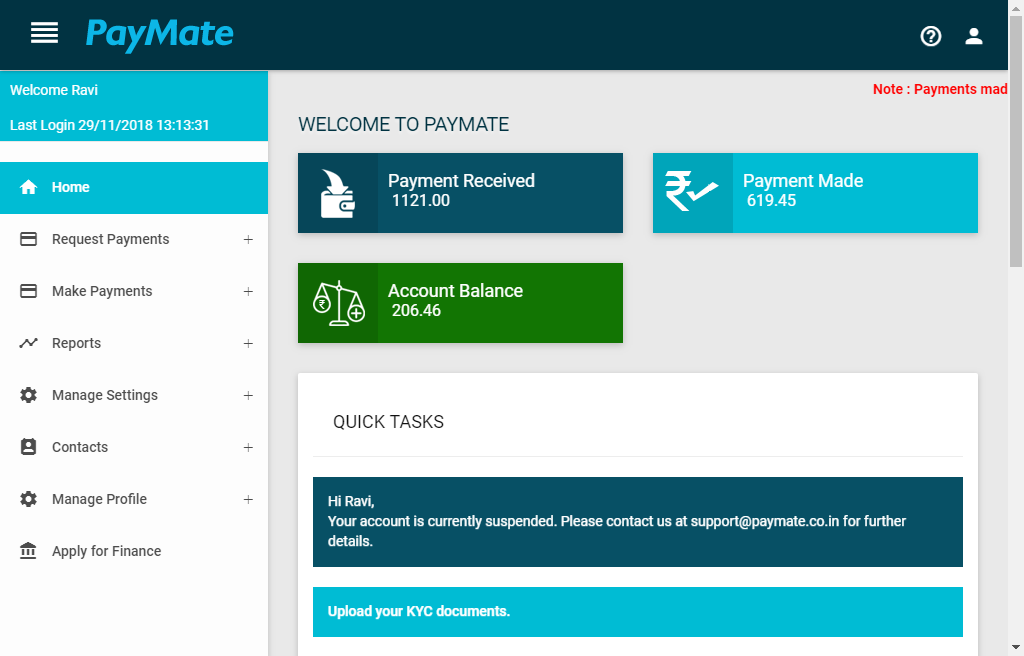 PayMate
Welcome Ravi
Last Login 29/11/2018 13:13:31
Note : Payments mad
Home
Request Payments +
Make Payments +
Reports +
Manage Settings +
Contacts +
Manage Profile +
Apply for Finance
WELCOME TO PAYMATE
Payment Received
1121.00
Payment Made
619.45
Account Balance
206.46
QUICK TASKS
Hi Ravi,
Your account is currently suspended. Please contact us at support@paymate.co.in for further
details.
Upload your KYC documents.